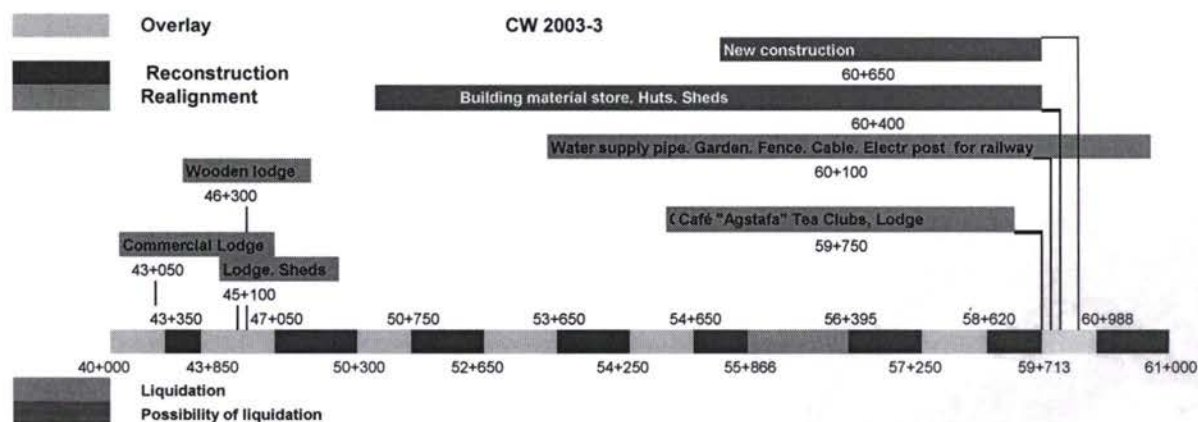 Overlay
CW 2003-3
New construction
60+650
Reconstruction
Realignment
Building material store. Huts. Sheds
60+400
Water supply pipe. Garden. Fence. Cable. Electr post for railway
60+100
Wooden lodge
46+300
(Café "Agstafa" Tea Clubs, Lodge
59+750
Commercial Lodge
43+050
Lodge. Sheds
45+100
43+350 47+050 50+750 53+650 54+650 56+395 58+620 60+988
40+000 43+850 50+300 52+650 54+250 55+866 57+250 59+713 61+000
Liquidation
Possibility of liquidation